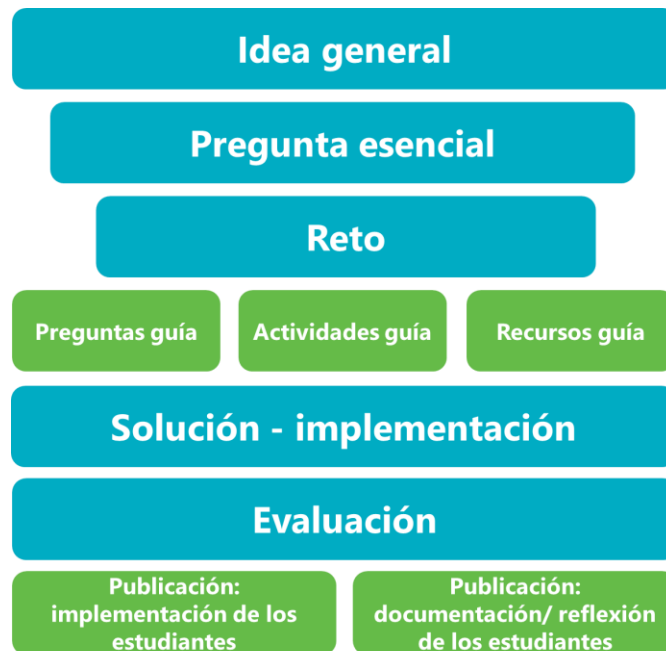 Idea general
Pregunta esencial
Reto
Preguntas guía
Actividades guía
Recursos guía
Solución - implementación
Evaluación
Publicación:
implementación de los
estudiantes
Publicación:
documentación/ reflexión
de los estudiantes